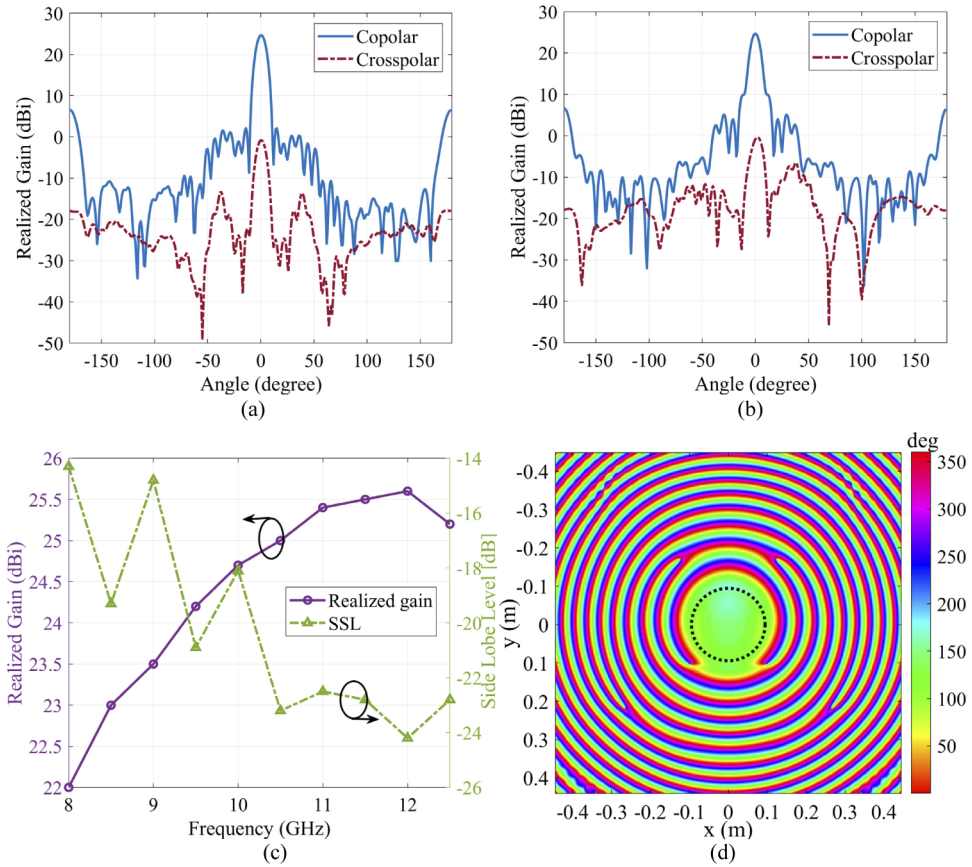 30
20
10
0
-10
-20
-30
-40
-50
Realized Gain (dBi)
Copolar
Crosspolar
-150 -100 -50 0 50 100 150
Angle (degree)
(a)
30
20
10
0
-10
-20
-30
-40
-50
Realized Gain (dBi)
Copolar
Crosspolar
-150 -100 -50 0 50 100 150
Angle (degree)
(b)
26
25.5
25
24.5
24
23.5
23
22.5
22
Realized Gain (dBi)
Realized gain
SSL
-14
-16
-18
-20
-22
-24
-26
Side Lobe Level [dB]
8 9 10 11 12
Frequency (GHz)
(c)
deg
-0.4
-0.3
-0.2
-0.1
0
0.1
0.2
0.3
0.4
y (m)
350
300
250
200
150
100
50
-0.4 -0.3 -0.2 -0.1 0 0.1 0.2 0.3 0.4
x (m)
(d)